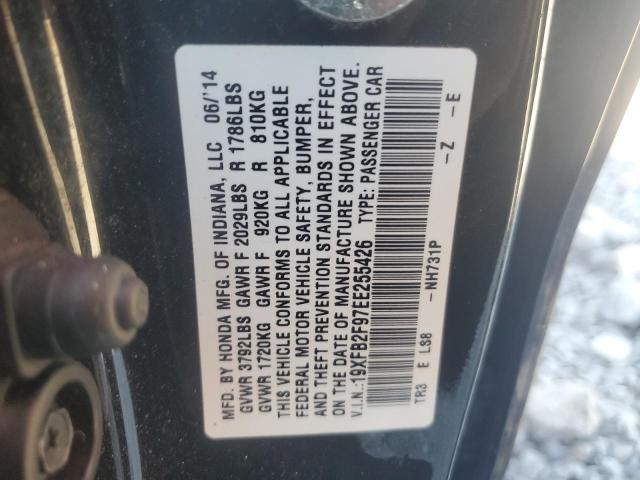 MFD. BY HONDA MFG. OF INDIANA, LLC 06/'14
GVWR 3792LBS GAWR F 2029LBS R 1786LBS
GVWR 1720KG GAWR F 920KG R 810KG
THIS VEHICLE CONFORMS TO ALL APPLICABLE
FEDERAL MOTOR VEHICLE SAFETY, BUMPER,
AND THEFT PREVENTION STANDARDS IN EFFECT
ON THE DATE OF MANUFACTURE SHOWN ABOVE.
V.I.N.:19XFB2F97EE255426 TYPE: PASSENGER CAR
TR3 E LS8 -NH731P -Z -E